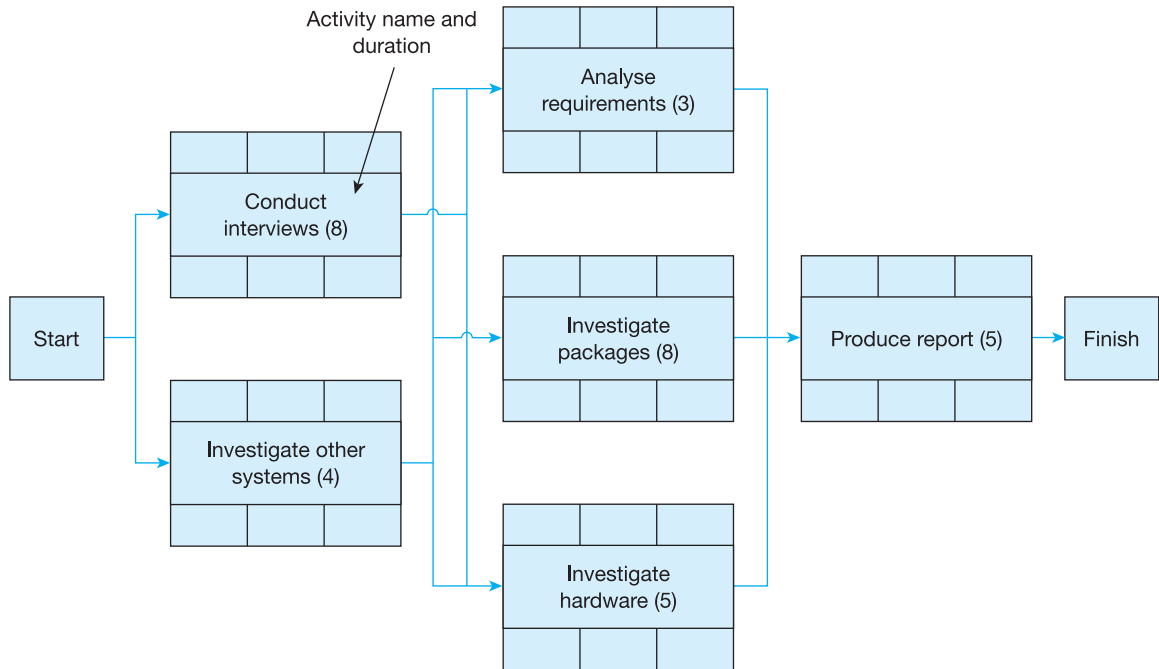 Activity name and
duration
Analyse
requirements (3)
Conduct
interviews (8)
Start
Investigate
packages (8)
Produce report (5)
Finish
Investigate other
systems (4)
Investigate
hardware (5)